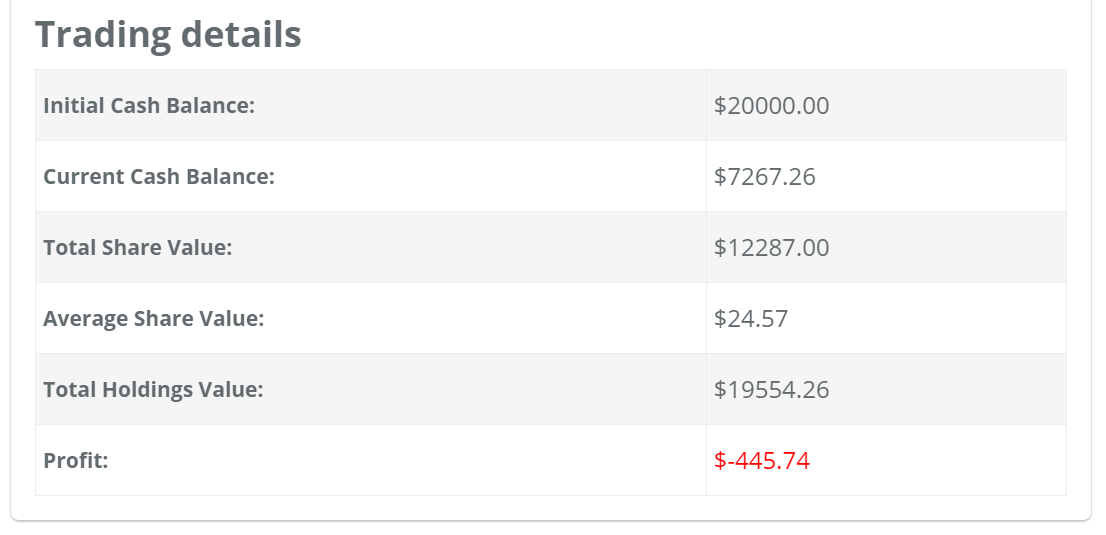 Trading details
Initial Cash Balance: $20000.00
Current Cash Balance: $7267.26
Total Share Value: $12287.00
Average Share Value: $24.57
Total Holdings Value: $19554.26
Profit: $-445.74